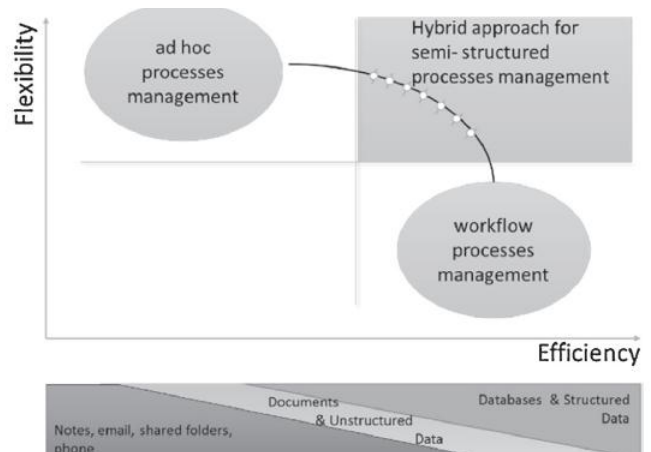 Flexibility
ad hoc
processes
management
Hybrid approach for
semi- structured
processes management
workflow
processes
management
Efficiency
Documents
& Unstructured
Data
Databases & Structured
Data
Notes, email, shared folders,
phone